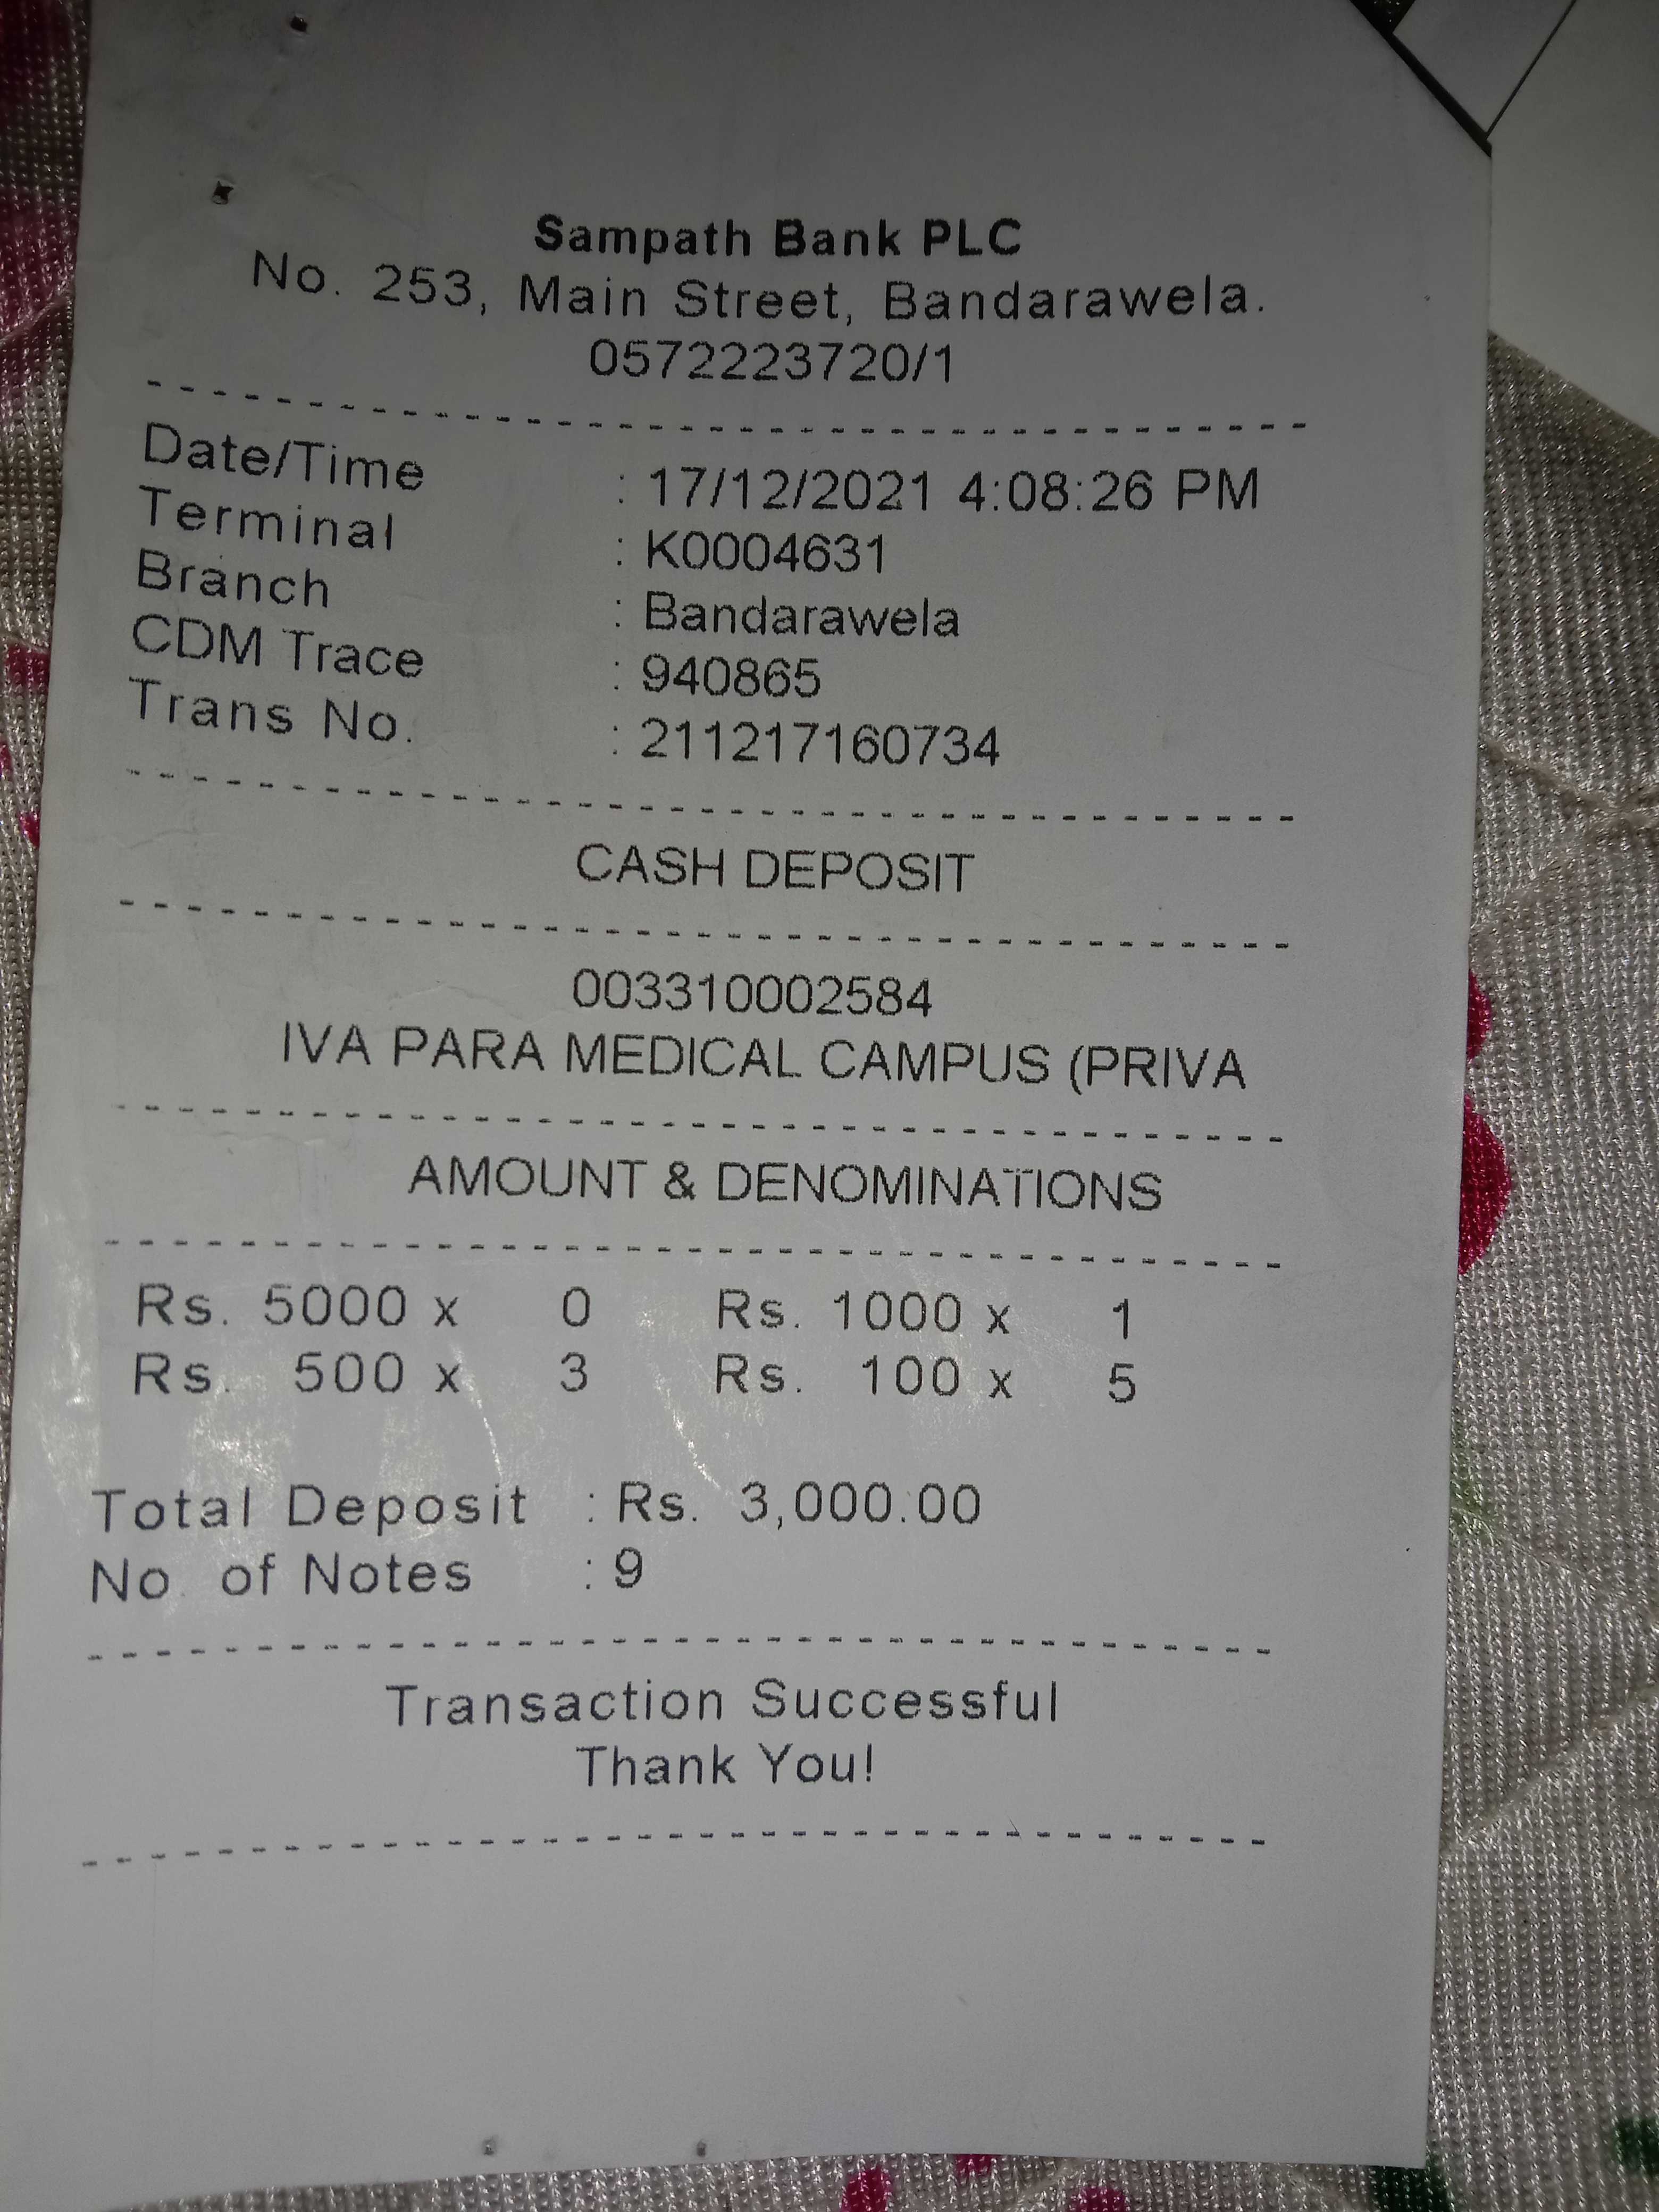 Sampath Bank PLC
No. 253, Main Street, Bandarawela.
0572223720/1
Date/Time : 17/12/2021 4:08:26 PM
Terminal : K0004631
Branch : Bandarawela
CDM Trace : 940865
Trans No. : 211217160734
CASH DEPOSIT
003310002584
IVA PARA MEDICAL CAMPUS (PRIVA
AMOUNT & DENOMINATIONS
Rs. 5000 x 0 Rs. 1000 x 1
Rs. 500 x 3 Rs. 100 x 5
Total Deposit : Rs. 3,000.00
No. of Notes : 9
Transaction Successful
Thank You!